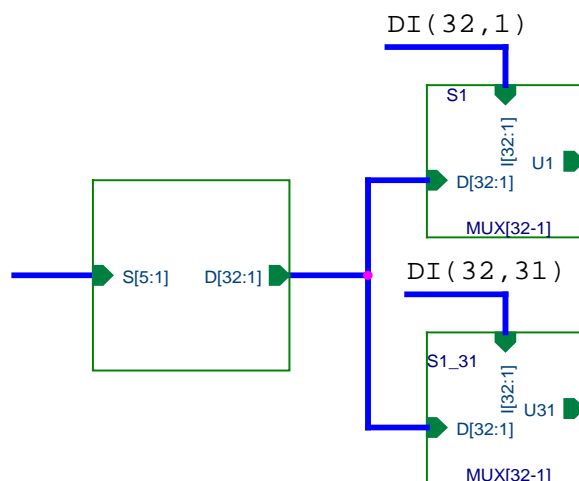 DI(32,1)
S1
I[32:1]
U1
D[32:1]
MUX[32-1]
S[5:1]
D[32:1]
DI(32,31)
S1_31
I[32:1]
U31
D[32:1]
MUX[32-1]